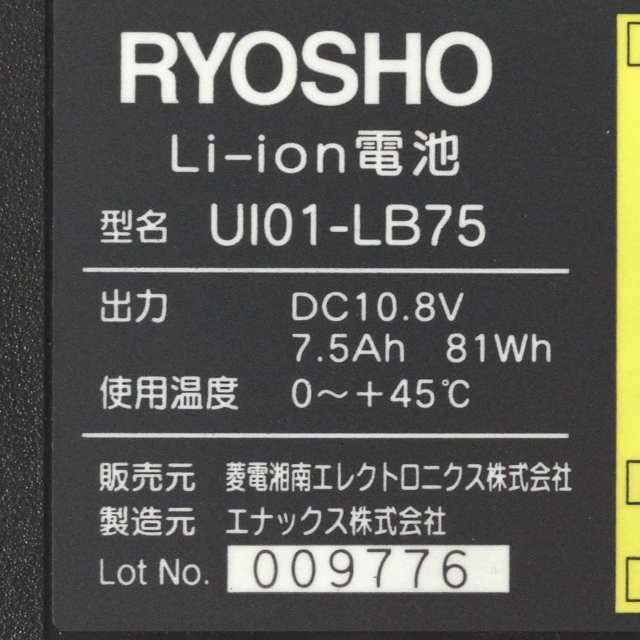 RYOSHO
Li-ion電池
型名 UI01-LB75
出力 DC10.8V
7.5Ah 81Wh
使用温度 0~+45℃
販売元 菱電湘南エレクトロニクス株式会社
製造元 エナックス株式会社
Lot No. 009776